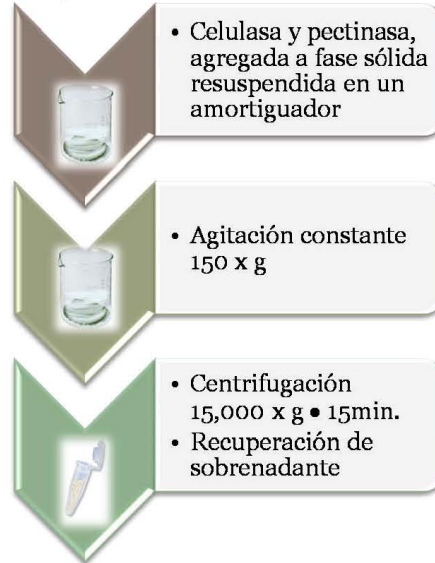 • Celulasa y pectinasa,
agregada a fase sólida
resuspendida en un
amortiguador
• Agitación constante
150 x g
• Centrifugación
15,000 x g • 15min.
• Recuperación de
sobrenadante